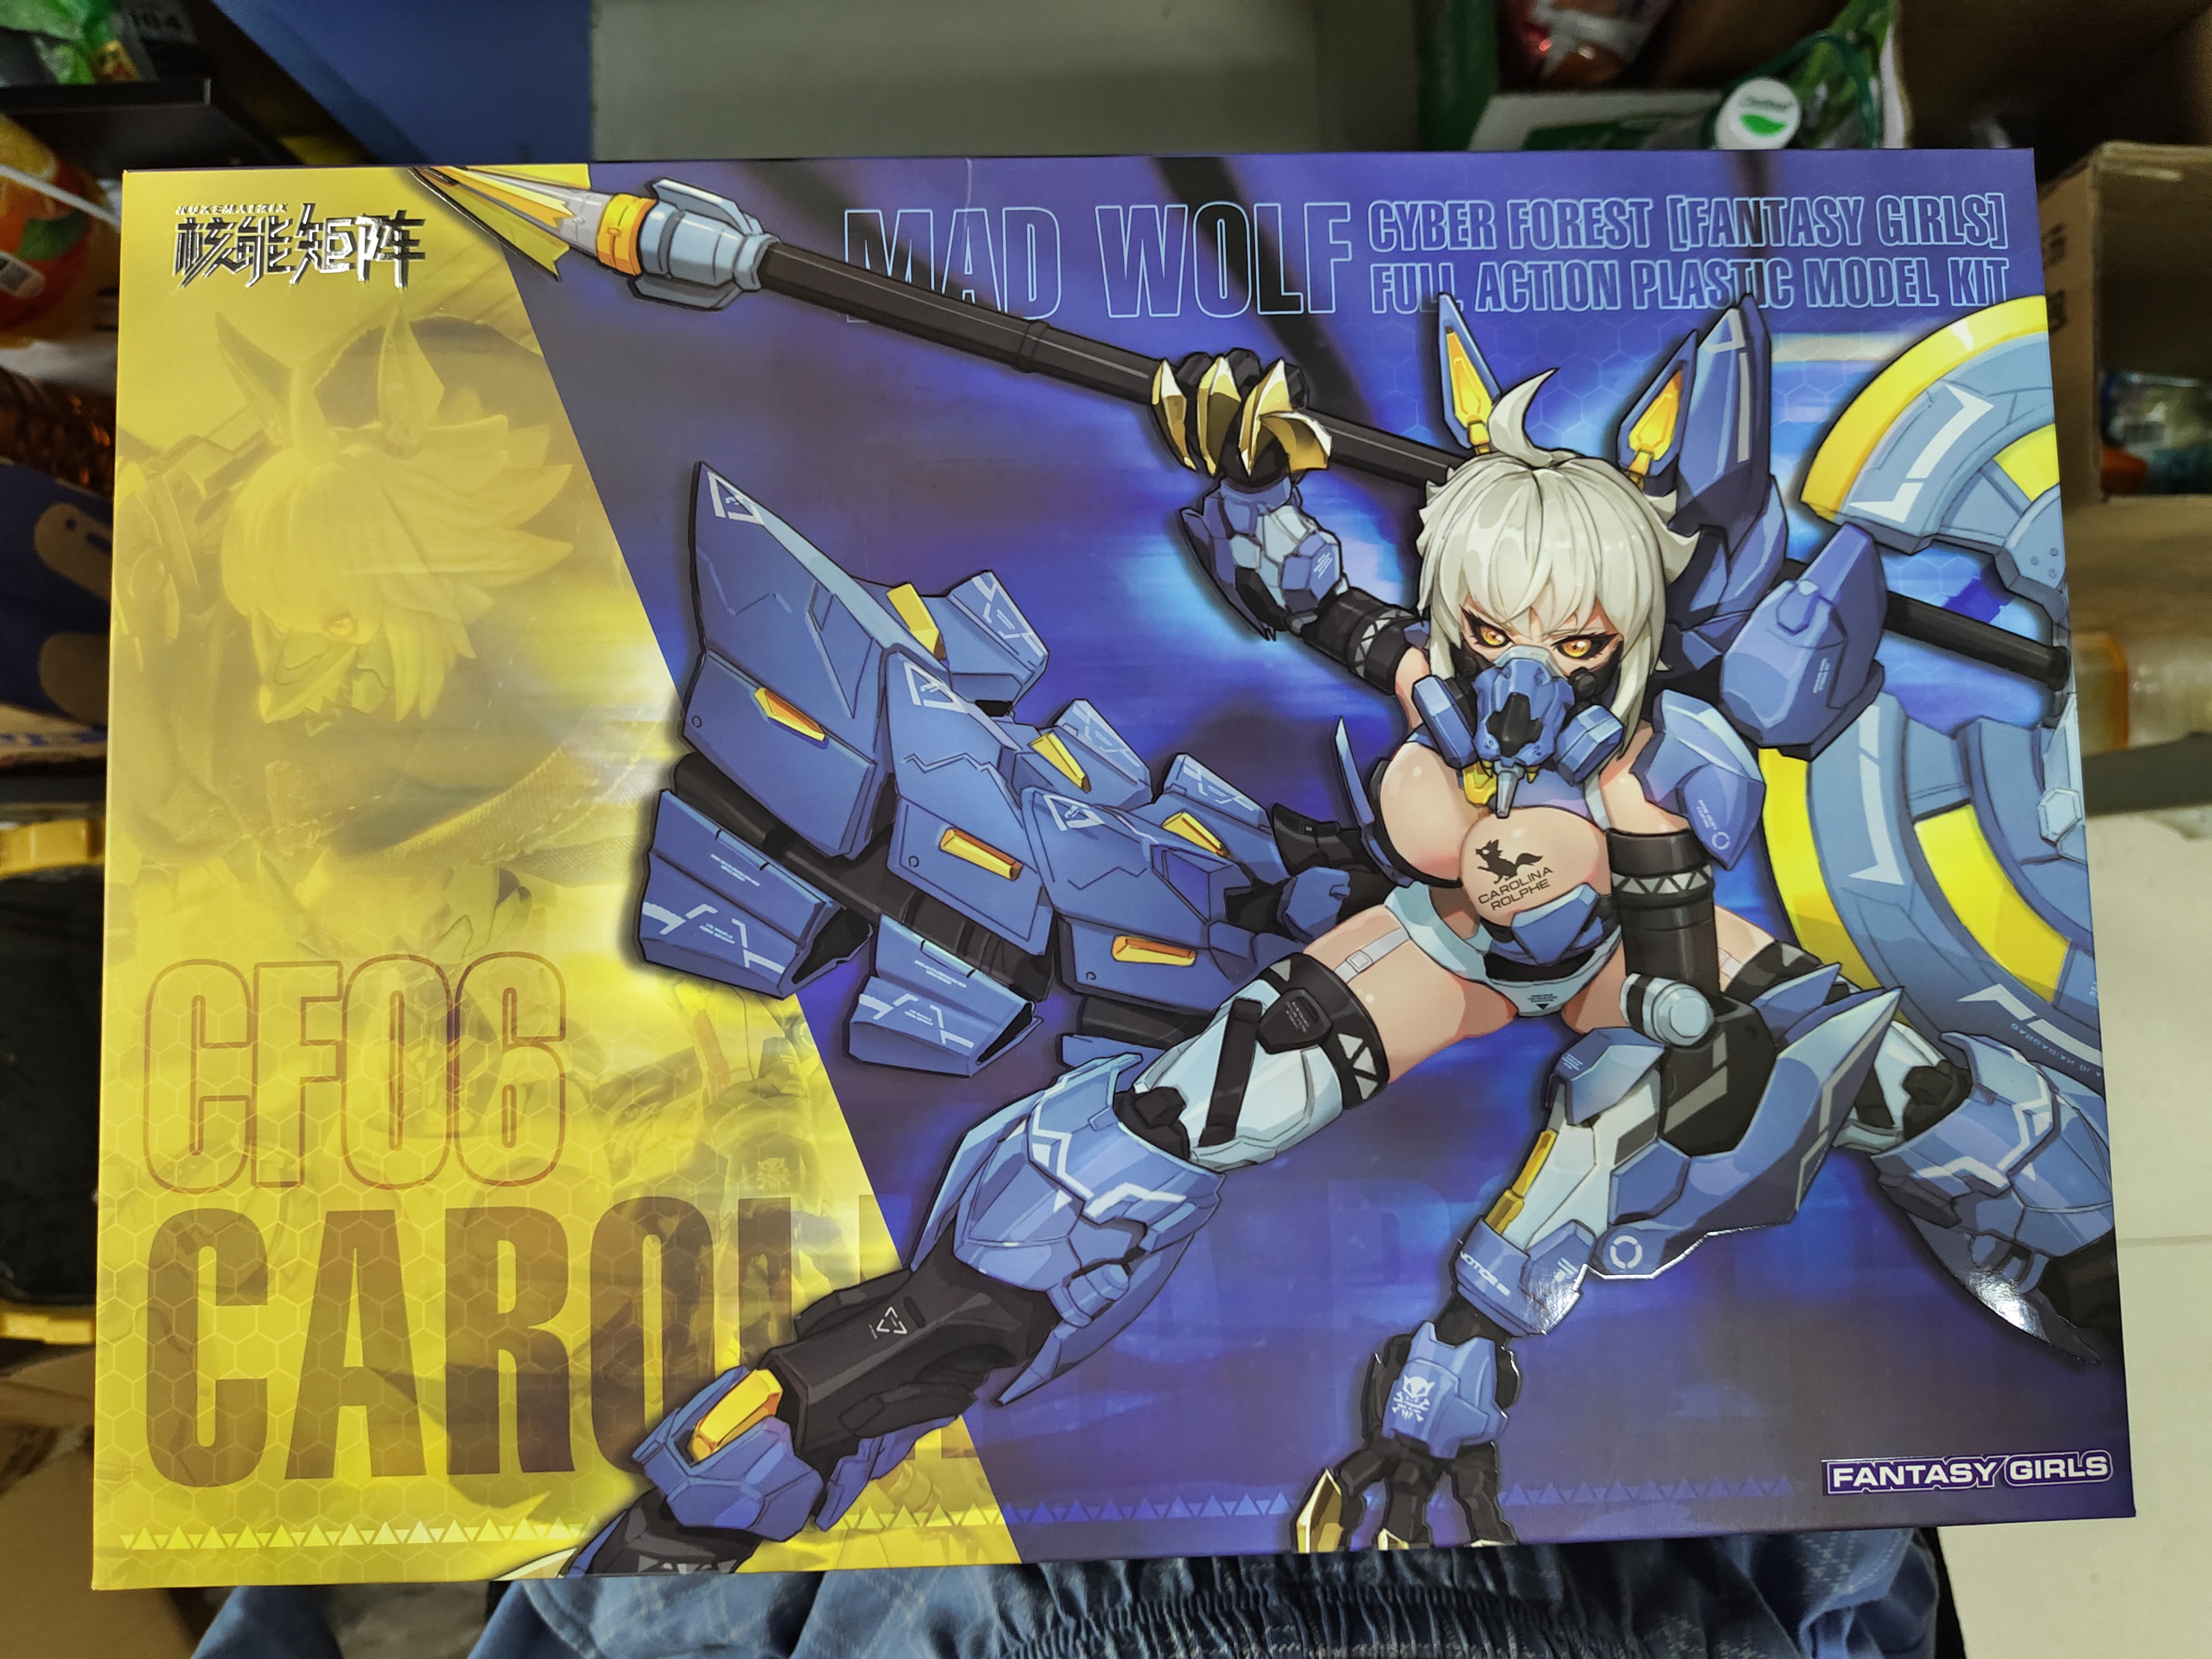 NUKEMATRIX
核能矩阵
MAD WOLF
CYBER FOREST [FANTASY GIRLS]
FULL ACTION PLASTIC MODEL KIT
CAROLINA
ROLPHE
CF06
CAROLI
FANTASY GIRLS